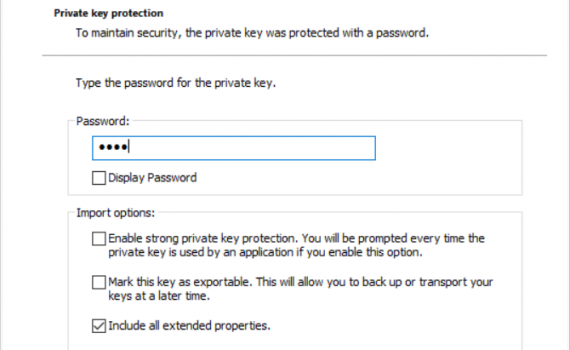 Private key protection
To maintain security, the private key was protected with a password.
Type the password for the private key.
Password:
••••
Display Password
Import options:
Enable strong private key protection. You will be prompted every time the
private key is used by an application if you enable this option.
Mark this key as exportable. This will allow you to back up or transport your
keys at a later time.
Include all extended properties.